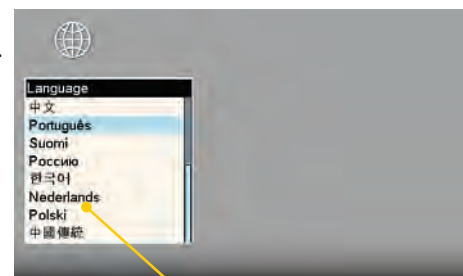 Language
中文
Português
Suomi
Россию
한국어
Nederlands
Polski
中國傳統